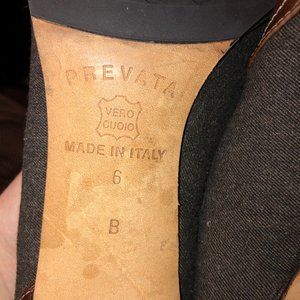 PREVATA
VERO
CUOIO
MADE IN ITALY
6
B